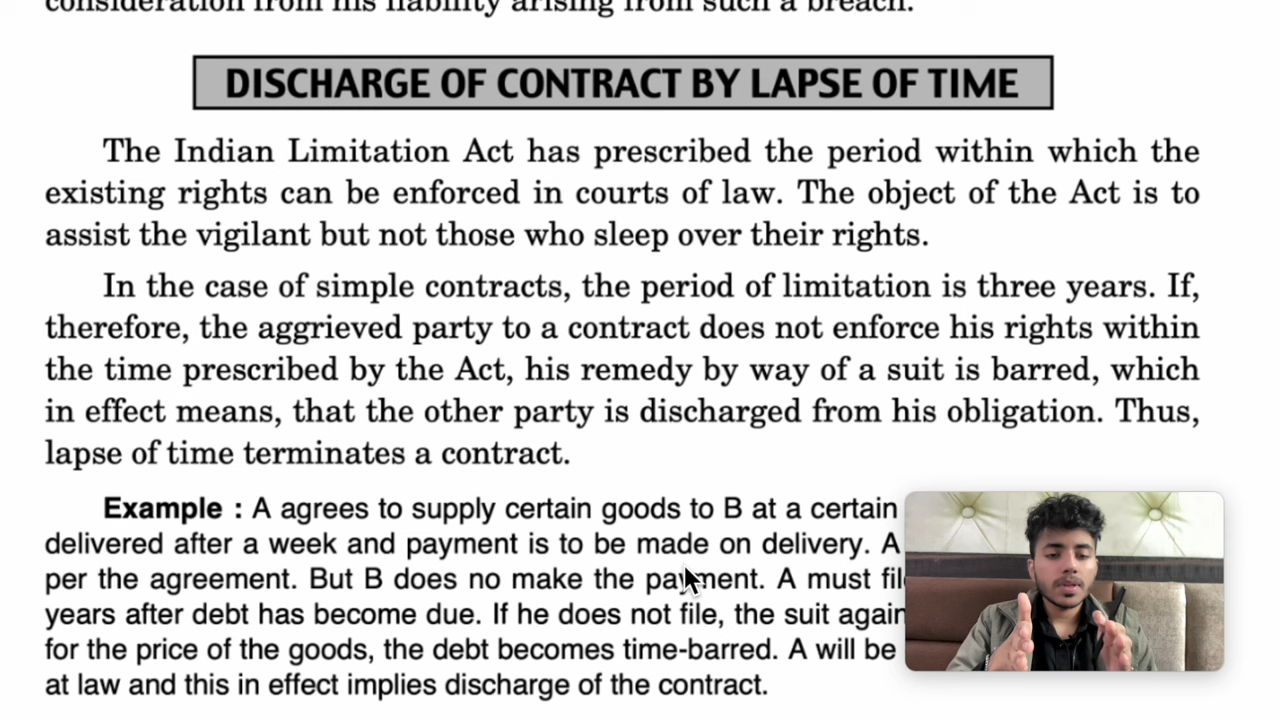 consideration from his liability arising from such a breach.
DISCHARGE OF CONTRACT BY LAPSE OF TIME
The Indian Limitation Act has prescribed the period within which the
existing rights can be enforced in courts of law. The object of the Act is to
assist the vigilant but not those who sleep over their rights.
In the case of simple contracts, the period of limitation is three years. If,
therefore, the aggrieved party to a contract does not enforce his rights within
the time prescribed by the Act, his remedy by way of a suit is barred, which
in effect means, that the other party is discharged from his obligation. Thus,
lapse of time terminates a contract.
Example : A agrees to supply certain goods to B at a certain
delivered after a week and payment is to be made on delivery. A
per the agreement. But B does no make the payment. A must
years after debt has become due. If he does not file, the suit
for the price of the goods, the debt becomes time-barred. A will be
at law and this in effect implies discharge of the contract.